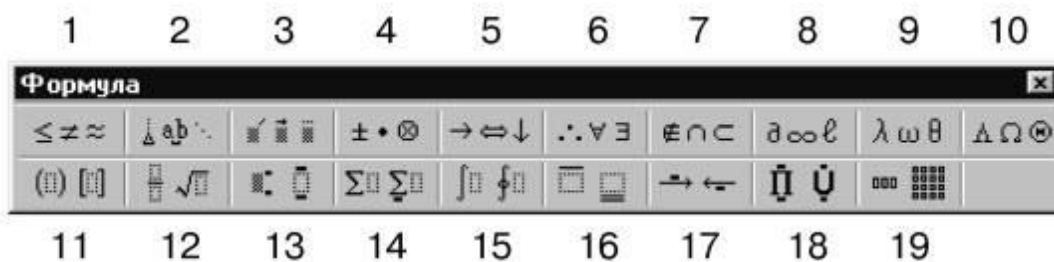 1 2 3 4 5 6 7 8 9 10
Формула
≤ ≠ ≈ a͟b ⋱ ± • ⊗ → ⇔ ↓ ∴ ∀ ∃ ∉ ∩ ⊂ ∂ ∞ ℓ λ ω θ Λ Ω Θ
(▯) [▯] √▯ Σ▯ Σ▯ ∫▯ ∮▯ → ← Π Ụ
11 12 13 14 15 16 17 18 19